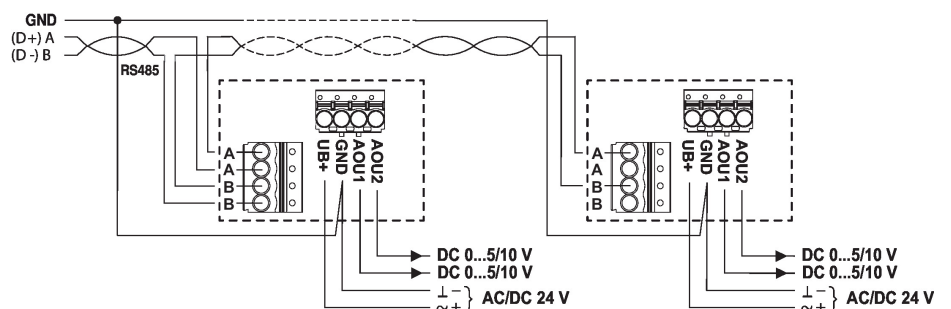 GND
(D+) A
(D -) B
RS485
A
A
B
B
UB+
GND
AOU1
AOU2
DC 0...5/10 V
DC 0...5/10 V
⊥ –
~ +
} AC/DC 24 V
A
A
B
B
UB+
GND
AOU1
AOU2
DC 0...5/10 V
DC 0...5/10 V
⊥ –
~ +
} AC/DC 24 V